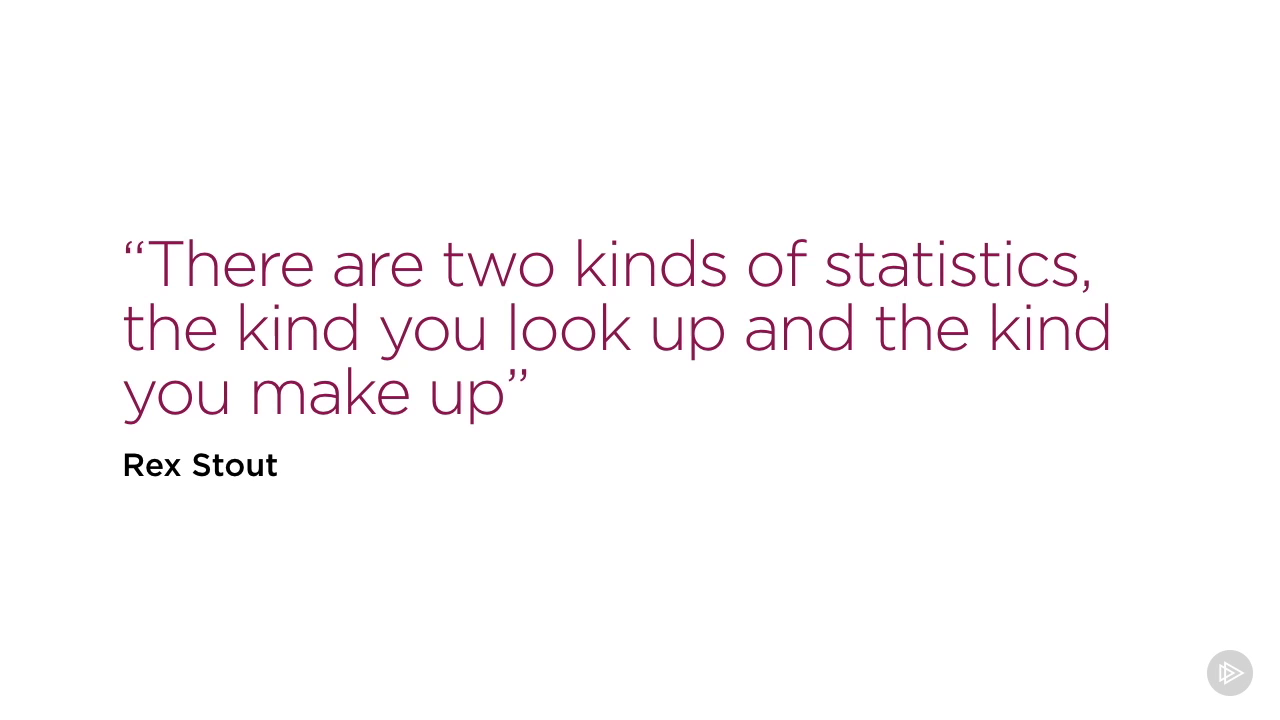 “There are two kinds of statistics,
the kind you look up and the kind
you make up”
Rex Stout